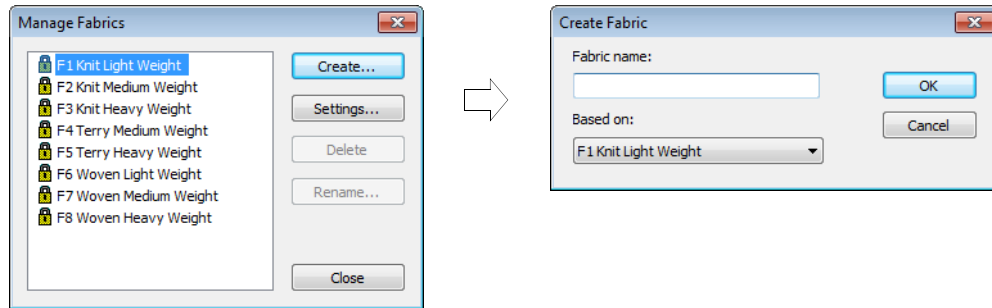 Manage Fabrics
F1 Knit Light Weight
F2 Knit Medium Weight
F3 Knit Heavy Weight
F4 Terry Medium Weight
F5 Terry Heavy Weight
F6 Woven Light Weight
F7 Woven Medium Weight
F8 Woven Heavy Weight
Create...
Settings...
Delete
Rename...
Close
Create Fabric
Fabric name:
OK
Based on:
Cancel
F1 Knit Light Weight